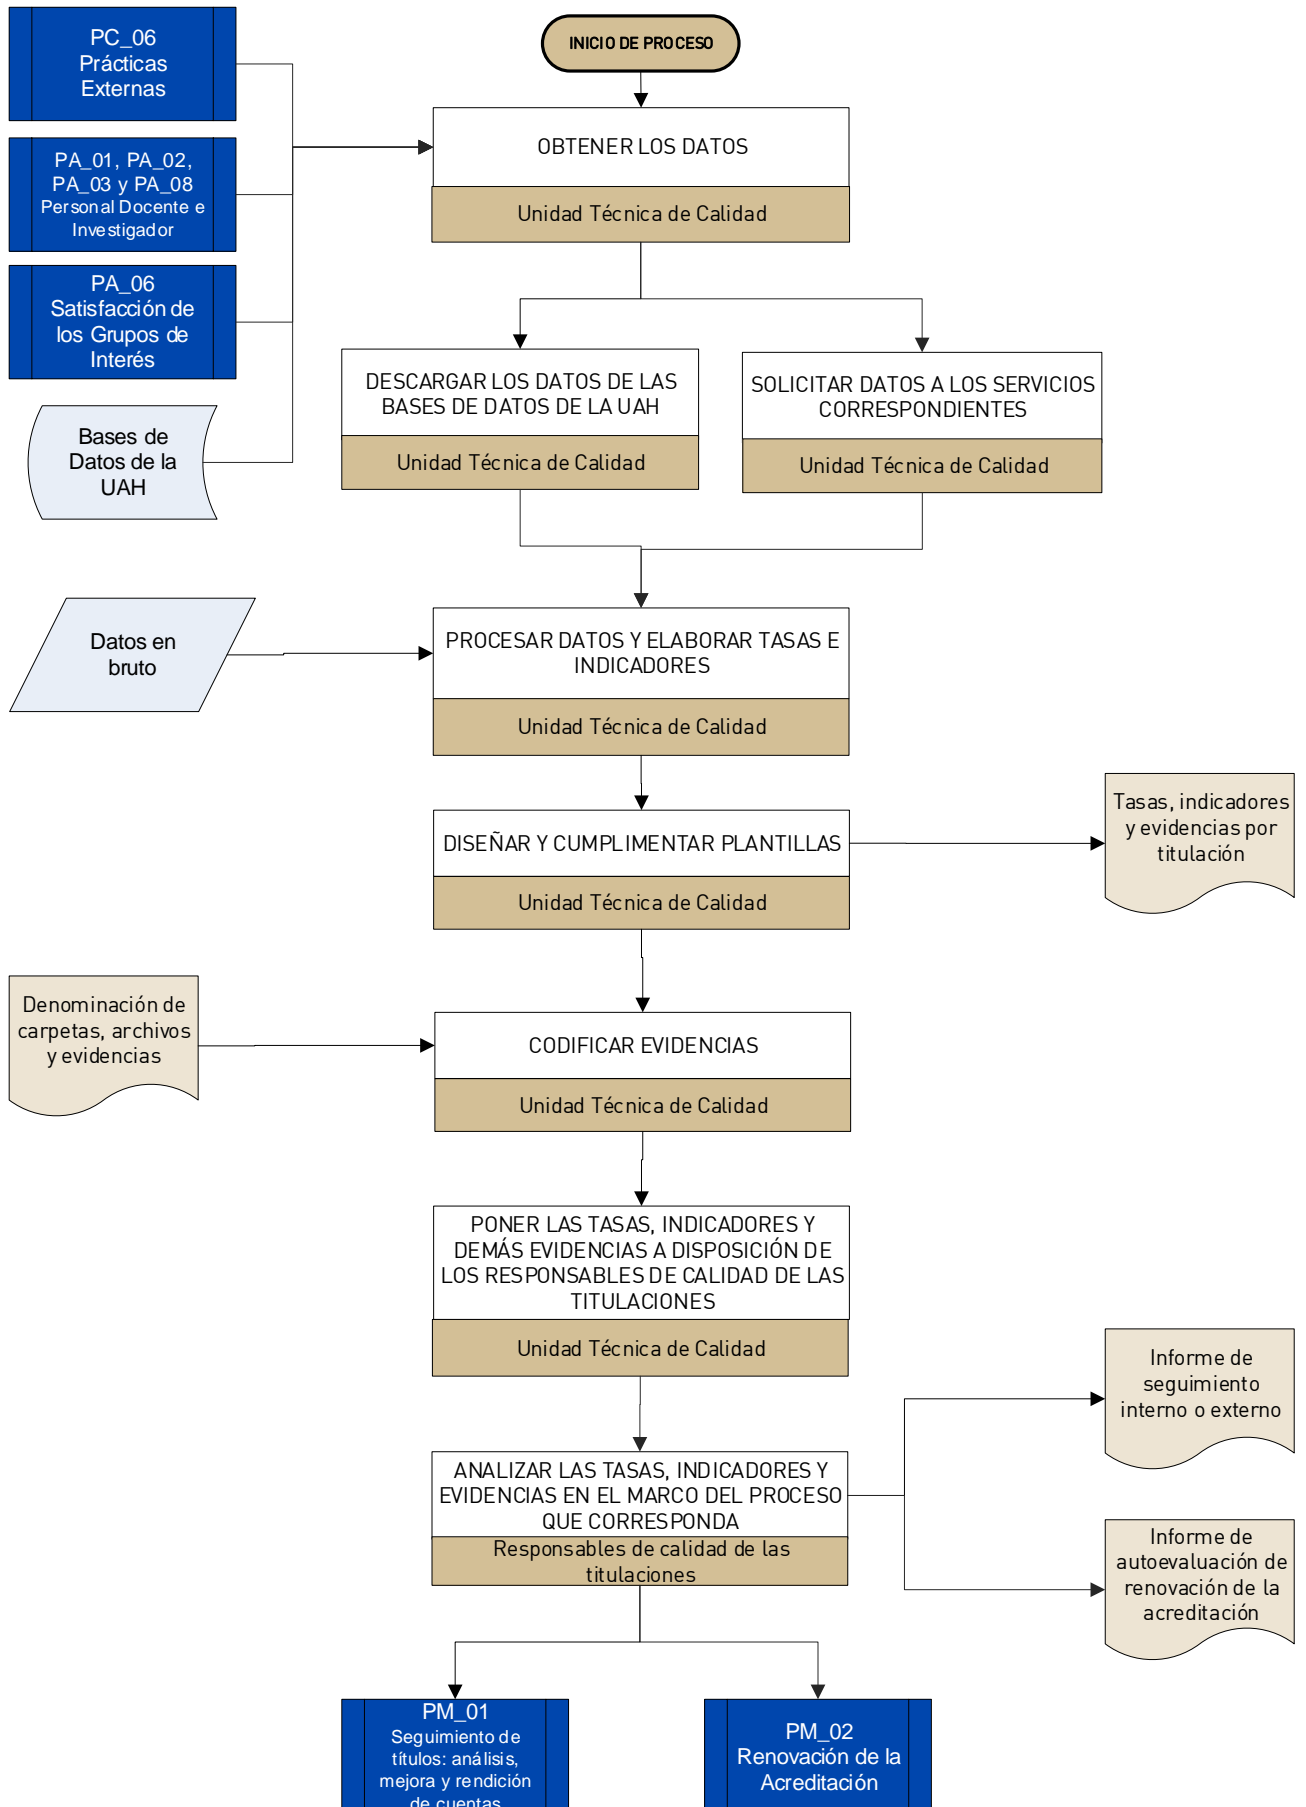 PC_06
Prácticas
Externas
INICIO DE PROCESO
OBTENER LOS DATOS
Unidad Técnica de Calidad
PA_01, PA_02,
PA_03 y PA_08
Personal Docente e
Investigador
PA_06
Satisfacción de
los Grupos de
Interés
Bases de
Datos de la
UAH
DESCARGAR LOS DATOS DE LAS
BASES DE DATOS DE LA UAH
Unidad Técnica de Calidad
SOLICITAR DATOS A LOS SERVICIOS
CORRESPONDIENTES
Unidad Técnica de Calidad
Datos en
bruto
PROCESAR DATOS Y ELABORAR TASAS E
INDICADORES
Unidad Técnica de Calidad
DISEÑAR Y CUMPLIMENTAR PLANTILLAS
Unidad Técnica de Calidad
Tasas, indicadores
y evidencias por
titulación
Denominación de
carpetas, archivos
y evidencias
CODIFICAR EVIDENCIAS
Unidad Técnica de Calidad
PONER LAS TASAS, INDICADORES Y
DEMÁS EVIDENCIAS A DISPOSICIÓN DE
LOS RESPONSABLES DE CALIDAD DE LAS
TITULACIONES
Unidad Técnica de Calidad
Informe de
seguimiento
interno o externo
ANALIZAR LAS TASAS, INDICADORES Y
EVIDENCIAS EN EL MARCO DEL PROCESO
QUE CORRESPONDA
Responsables de calidad de las
titulaciones
Informe de
autoevaluación de
renovación de la
acreditación
PM_01
Seguimiento de
títulos: análisis,
mejora y rendición
de cuentas
PM_02
Renovación de la
Acreditación